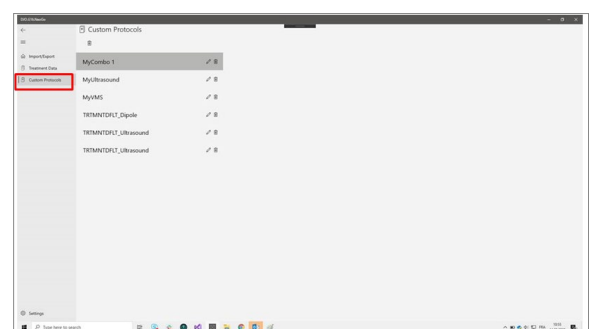 Custom Protocols
Import/Export
Treatment Data
Custom Protocols
MyCombo 1
MyUltrasound
MyVMS
TRTMNTDFLT_Dipole
TRTMNTDFLT_Ultrasound
TRTMNTDFLT_Ultrasound
Settings
Type here to search